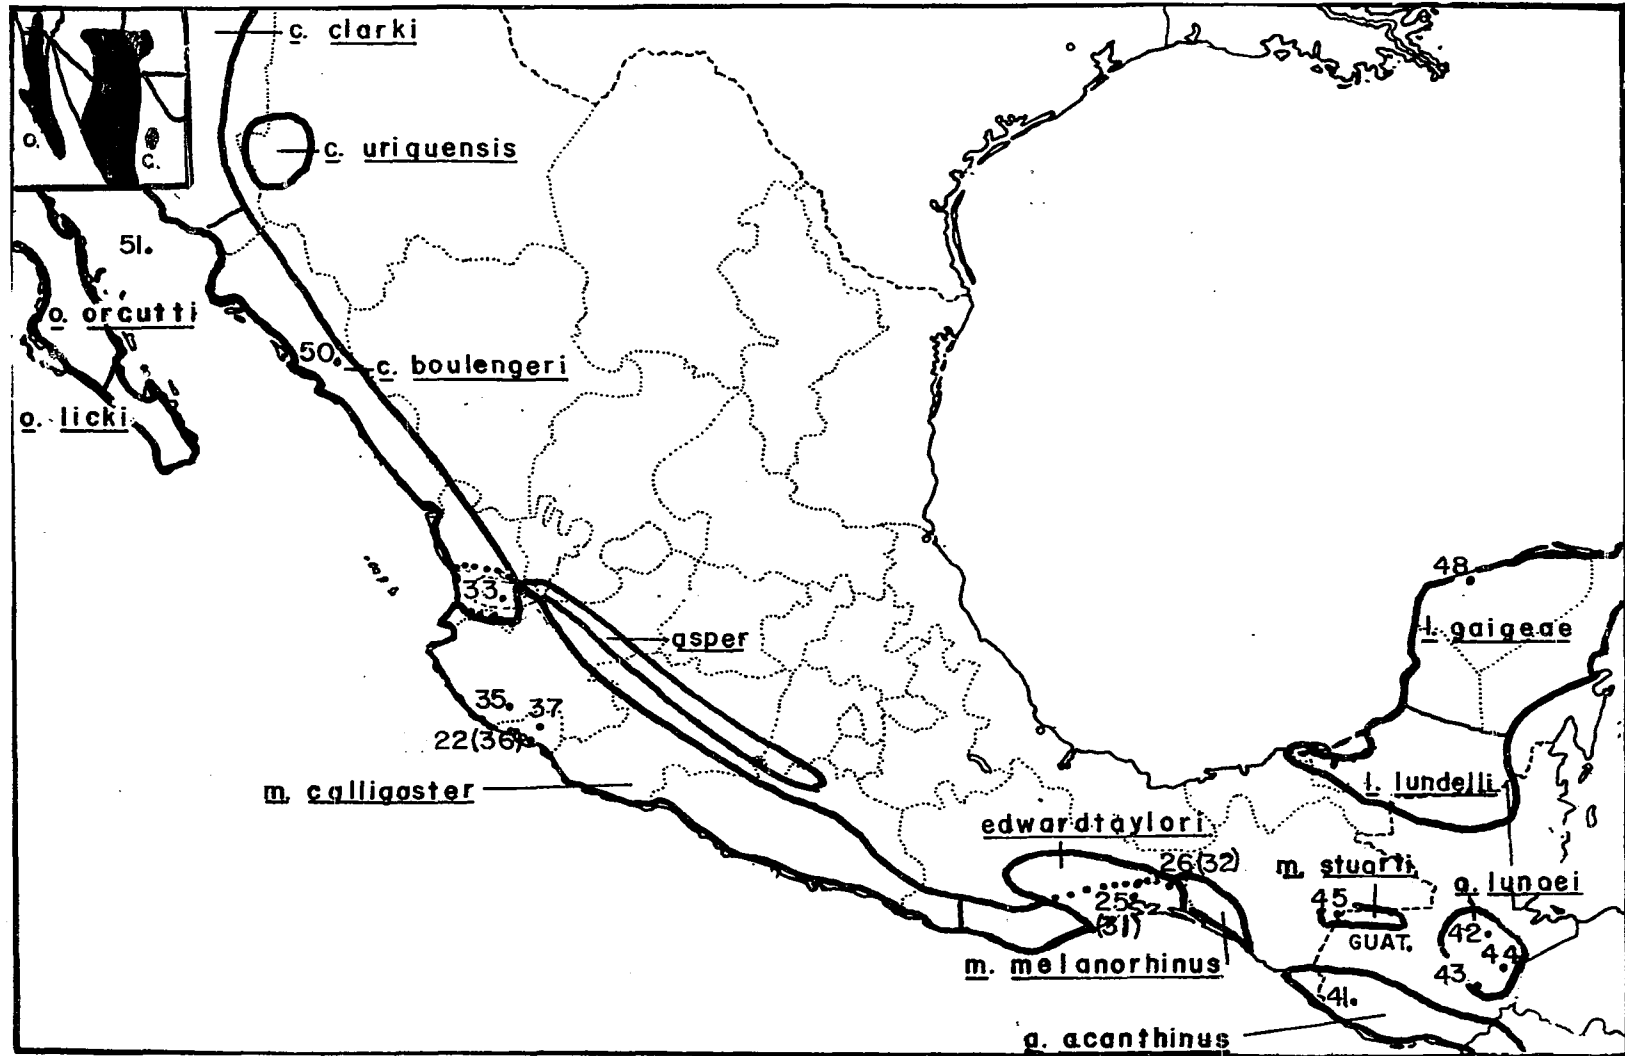 c. clarki
o.
c.
c. uriquensis
51.
o. orcutti
50.
c. boulengeri
o. licki
48
33.
l. gaigeae
asper
35.
37
22(36)
m. calligaster
l. lundelli
edwardtaylori
26(32)
m. stuarti
a. lunaei
45
25
(31)
42.
GUAT.
44
m. melanorhinus
43
41.
a. acanthinus